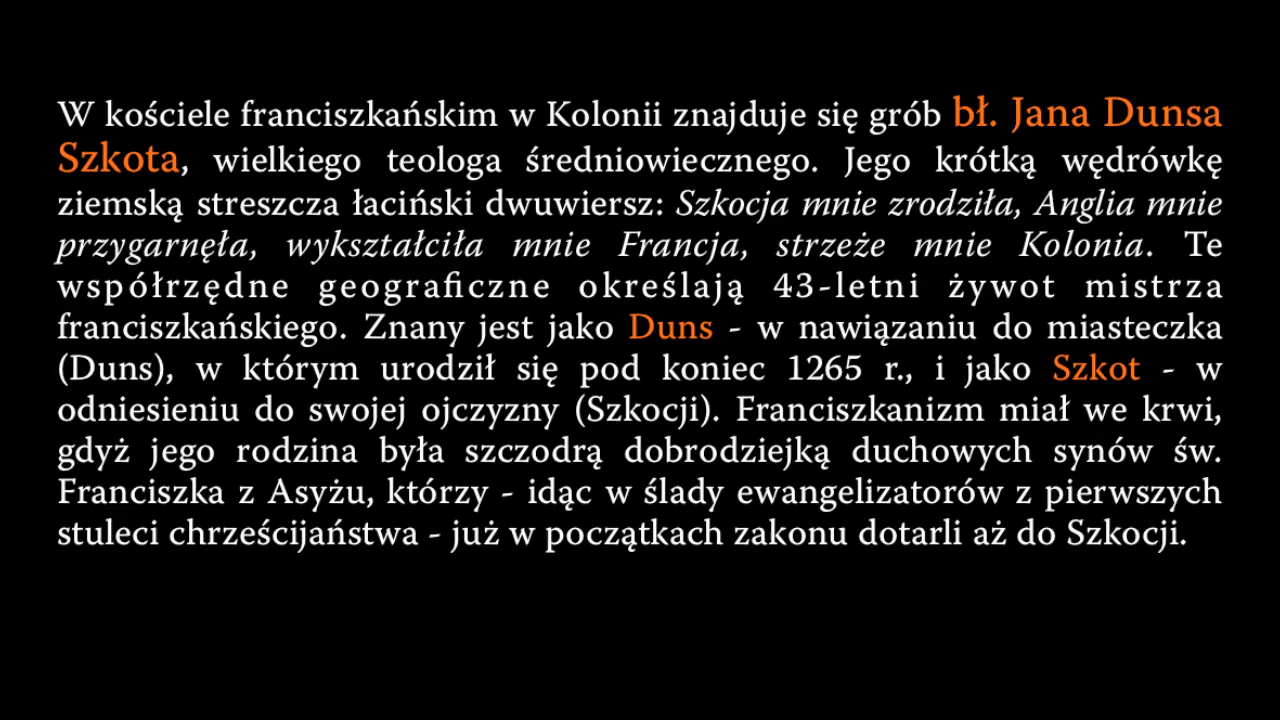 W kościele franciszkańskim w Kolonii znajduje się grób bł. Jana Dunsa
Szkota, wielkiego teologa średniowiecznego. Jego krótką wędrówkę
ziemską streszcza łaciński dwuwiersz: Szkocja mnie zrodziła, Anglia mnie
przygarnęła, wykształciła mnie Francja, strzeże mnie Kolonia. Te
współrzędne geograficzne określają 43-letni żywot mistrza
franciszkańskiego. Znany jest jako Duns - w nawiązaniu do miasteczka
(Duns), w którym urodził się pod koniec 1265 r., i jako Szkot - w
odniesieniu do swojej ojczyzny (Szkocji). Franciszkanizm miał we krwi,
gdyż jego rodzina była szczodrą dobrodziejką duchowych synów św.
Franciszka z Asyżu, którzy - idąc w ślady ewangelizatorów z pierwszych
stuleci chrześcijaństwa - już w początkach zakonu dotarli aż do Szkocji.